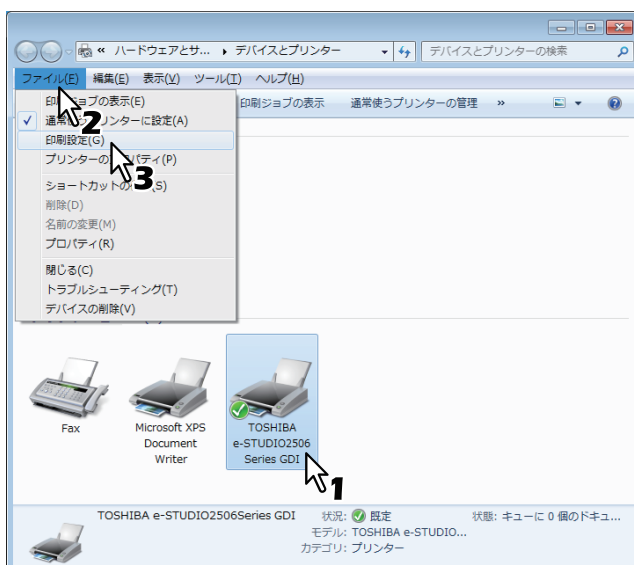 « ハードウェアとサ... ▸ デバイスとプリンター
デバイスとプリンターの検索
ファイル(F) 編集(E) 表示(V) ツール(T) ヘルプ(H)
印刷ジョブの表示 通常使うプリンターの管理 »
印刷ジョブの表示(E)
通常使うプリンターに設定(A)
2
印刷設定(G)
プリンターのプロパティ(P)
3
ショートカットの作成(S)
削除(D)
名前の変更(M)
プロパティ(R)
閉じる(C)
トラブルシューティング(T)
デバイスの削除(V)
Fax
Microsoft XPS
Document
Writer
TOSHIBA
e-STUDIO2506
Series GDI
1
TOSHIBA e-STUDIO2506Series GDI 状況: 既定 状態: キューに 0 個のドキュ...
モデル: TOSHIBA e-STUDIO...
カテゴリ: プリンター